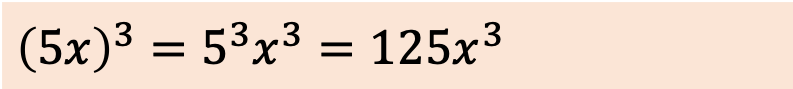 (5x)³ = 5³x³ = 125x³